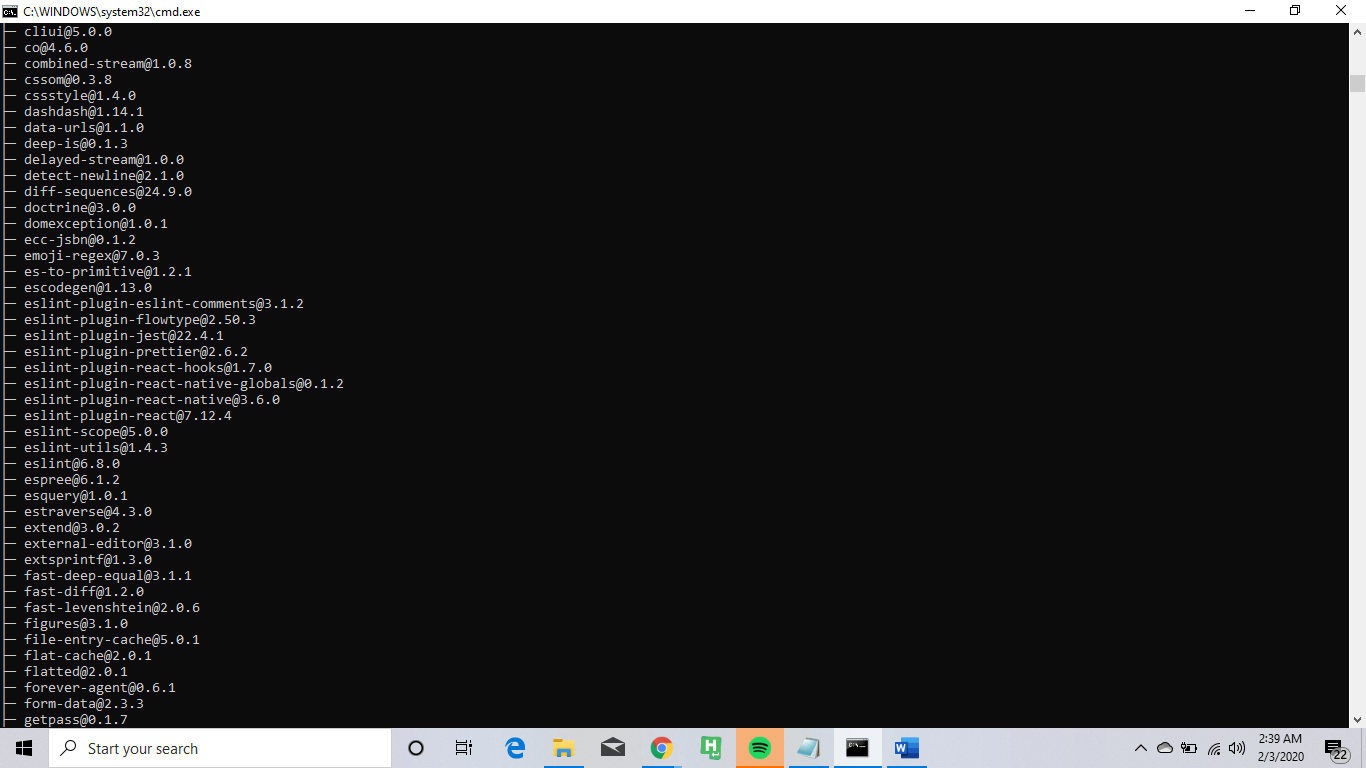 C:\WINDOWS\system32\cmd.exe
├─ cliui@5.0.0
├─ co@4.6.0
├─ combined-stream@1.0.8
├─ cssom@0.3.8
├─ cssstyle@1.4.0
├─ dashdash@1.14.1
├─ data-urls@1.1.0
├─ deep-is@0.1.3
├─ delayed-stream@1.0.0
├─ detect-newline@2.1.0
├─ diff-sequences@24.9.0
├─ doctrine@3.0.0
├─ domexception@1.0.1
├─ ecc-jsbn@0.1.2
├─ emoji-regex@7.0.3
├─ es-to-primitive@1.2.1
├─ escodegen@1.13.0
├─ eslint-plugin-eslint-comments@3.1.2
├─ eslint-plugin-flowtype@2.50.3
├─ eslint-plugin-jest@22.4.1
├─ eslint-plugin-prettier@2.6.2
├─ eslint-plugin-react-hooks@1.7.0
├─ eslint-plugin-react-native-globals@0.1.2
├─ eslint-plugin-react-native@3.6.0
├─ eslint-plugin-react@7.12.4
├─ eslint-scope@5.0.0
├─ eslint-utils@1.4.3
├─ eslint@6.8.0
├─ espree@6.1.2
├─ esquery@1.0.1
├─ estraverse@4.3.0
├─ extend@3.0.2
├─ external-editor@3.1.0
├─ extsprintf@1.3.0
├─ fast-deep-equal@3.1.1
├─ fast-diff@1.2.0
├─ fast-levenshtein@2.0.6
├─ figures@3.1.0
├─ file-entry-cache@5.0.1
├─ flat-cache@2.0.1
├─ flatted@2.0.1
├─ forever-agent@0.6.1
├─ form-data@2.3.3
├─ getpass@0.1.7
Start your search
2:39 AM
2/3/2020
22